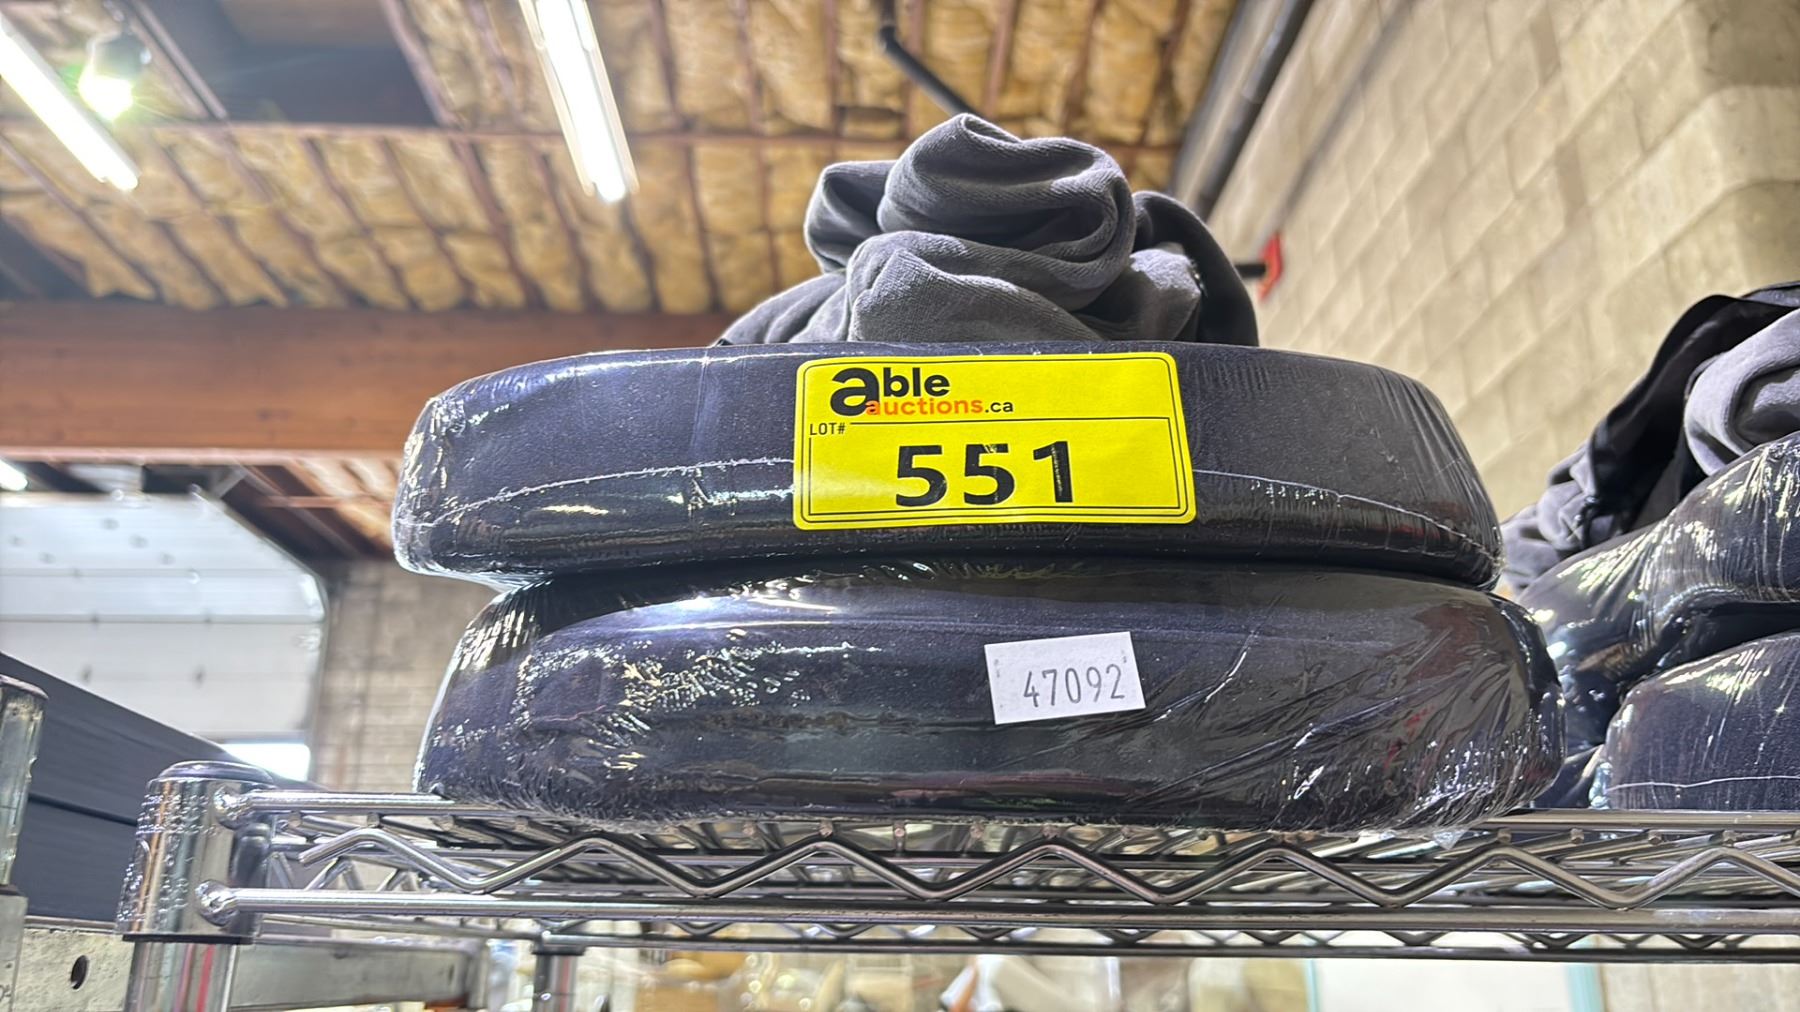 able
auctions.ca
LOT#
551
47092